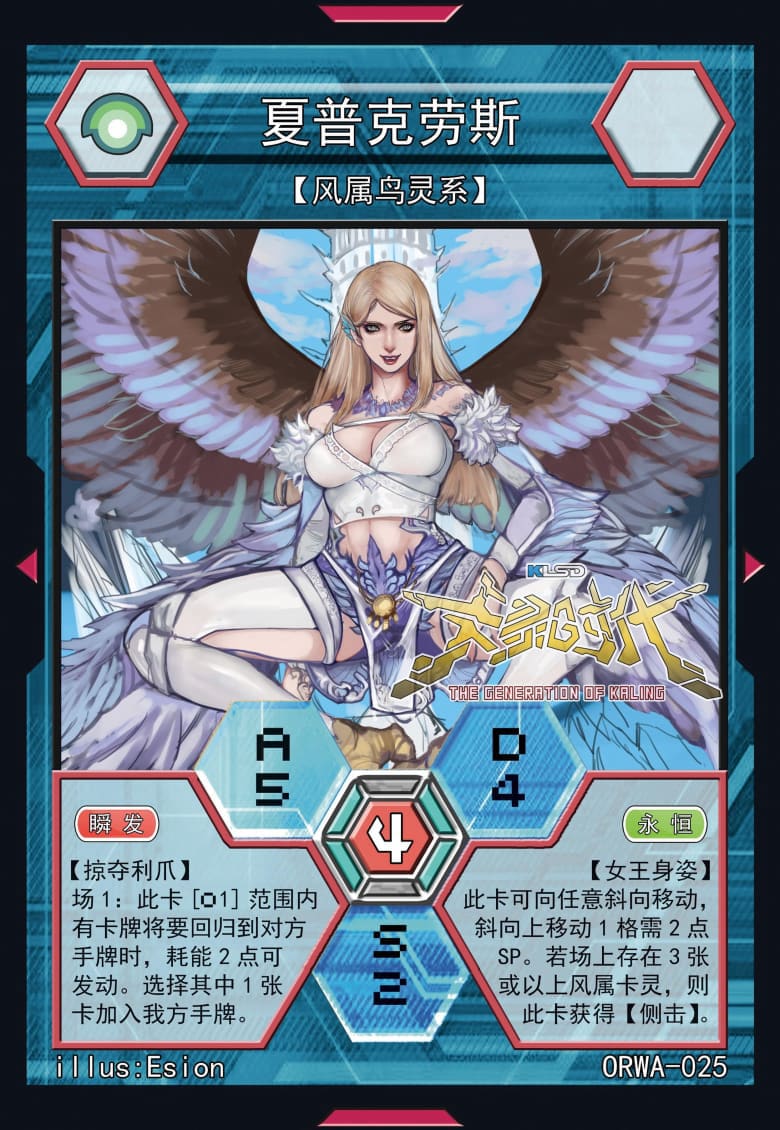 夏普克劳斯
【风属鸟灵系】
KLSD
卡灵时代
THE GENERATION OF KALING
A
5
D
4
4
S
2
瞬发
【掠夺利爪】
场1：此卡[O1]范围内
有卡牌将要回归到对方
手牌时，耗能2点可
发动。选择其中1张
卡加入我方手牌。
永恒
【女王身姿】
此卡可向任意斜向移动，
斜向上移动1格需2点
SP。若场上存在3张
或以上风属卡灵，则
此卡获得【侧击】。
illus:Esion
ORWA-025